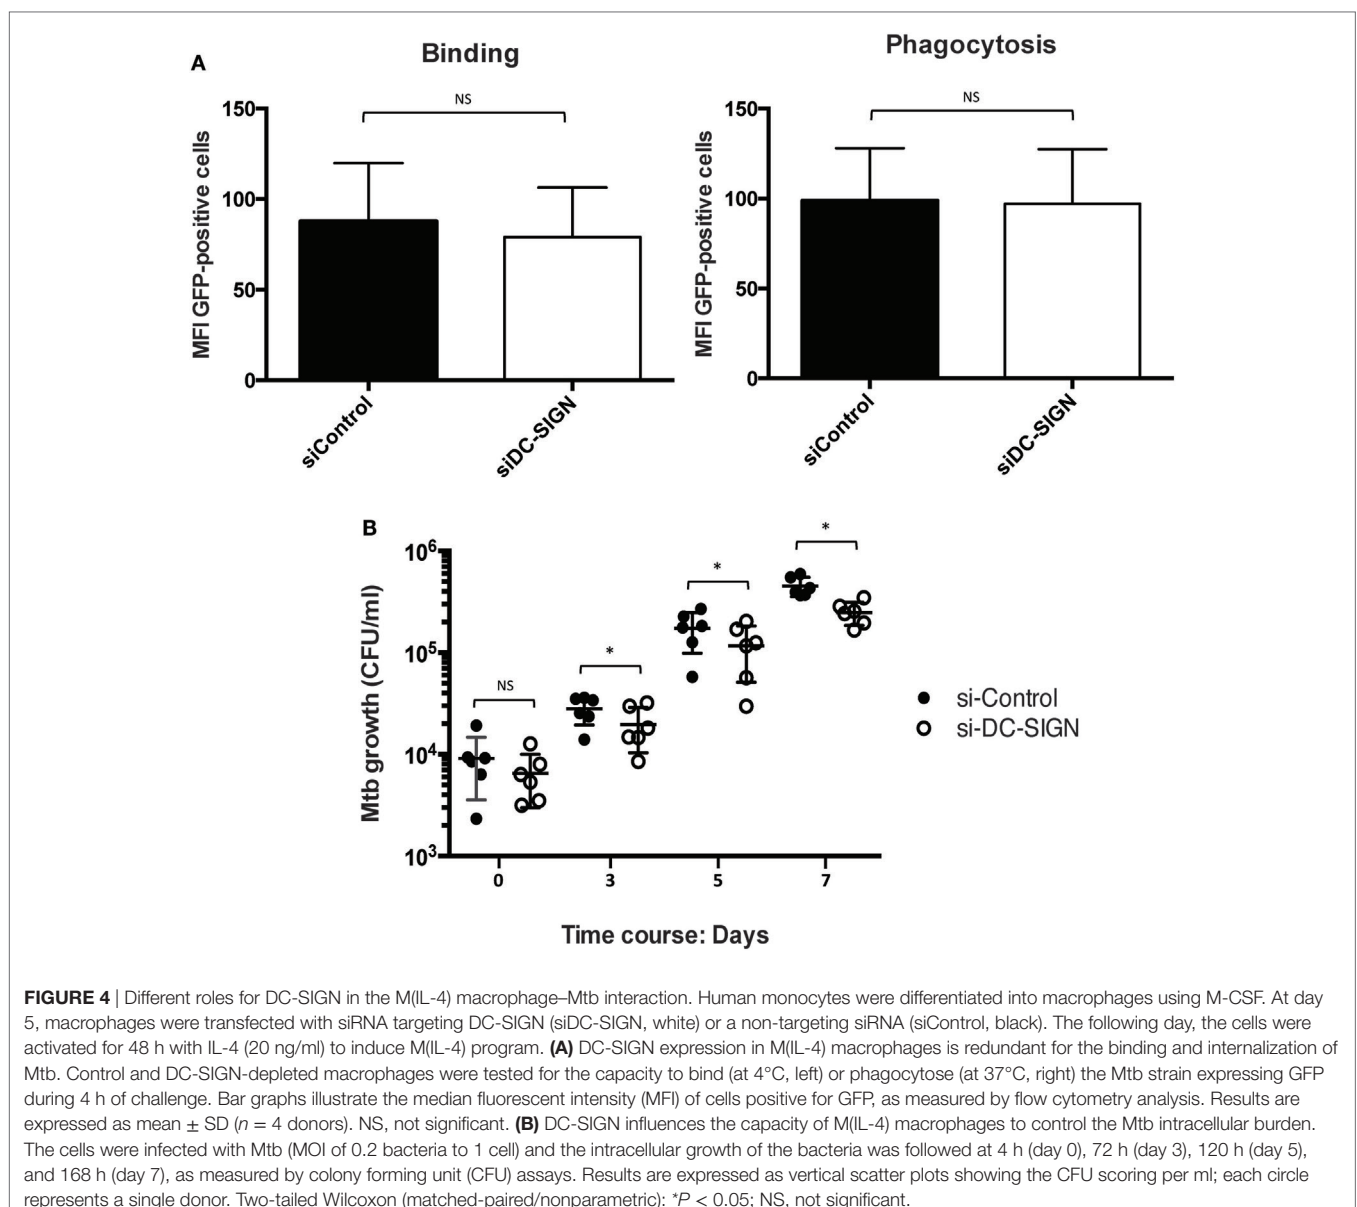 A
Binding
Phagocytosis
NS
NS
MFI GFP-positive cells
150
100
50
0
siControl
siDC-SIGN
MFI GFP-positive cells
150
100
50
0
siControl
siDC-SIGN
B
Mtb growth (CFU/ml)
10⁶
10⁵
10⁴
10³
NS
*
*
*
0 3 5 7
Time course: Days
si-Control
si-DC-SIGN
FIGURE 4 | Different roles for DC-SIGN in the M(IL-4) macrophage–Mtb interaction. Human monocytes were differentiated into macrophages using M-CSF. At day
5, macrophages were transfected with siRNA targeting DC-SIGN (siDC-SIGN, white) or a non-targeting siRNA (siControl, black). The following day, the cells were
activated for 48 h with IL-4 (20 ng/ml) to induce M(IL-4) program. (A) DC-SIGN expression in M(IL-4) macrophages is redundant for the binding and internalization of
Mtb. Control and DC-SIGN-depleted macrophages were tested for the capacity to bind (at 4°C, left) or phagocytose (at 37°C, right) the Mtb strain expressing GFP
during 4 h of challenge. Bar graphs illustrate the median fluorescent intensity (MFI) of cells positive for GFP, as measured by flow cytometry analysis. Results are
expressed as mean ± SD (n = 4 donors). NS, not significant. (B) DC-SIGN influences the capacity of M(IL-4) macrophages to control the Mtb intracellular burden.
The cells were infected with Mtb (MOI of 0.2 bacteria to 1 cell) and the intracellular growth of the bacteria was followed at 4 h (day 0), 72 h (day 3), 120 h (day 5),
and 168 h (day 7), as measured by colony forming unit (CFU) assays. Results are expressed as vertical scatter plots showing the CFU scoring per ml; each circle
represents a single donor. Two-tailed Wilcoxon (matched-paired/nonparametric): *P < 0.05; NS, not significant.